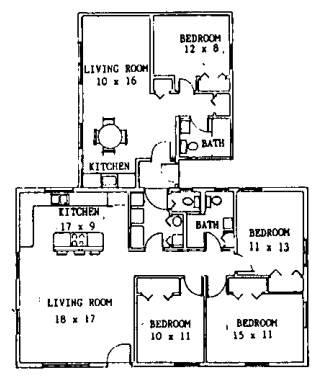 BEDROOM
12 x 8
LIVING ROOM
10 x 16
BATH
KITCHEN
KITCHEN
17 x 9
BATH
BEDROOM
11 x 13
LIVING ROOM
18 x 17
BEDROOM
10 x 11
BEDROOM
15 x 11